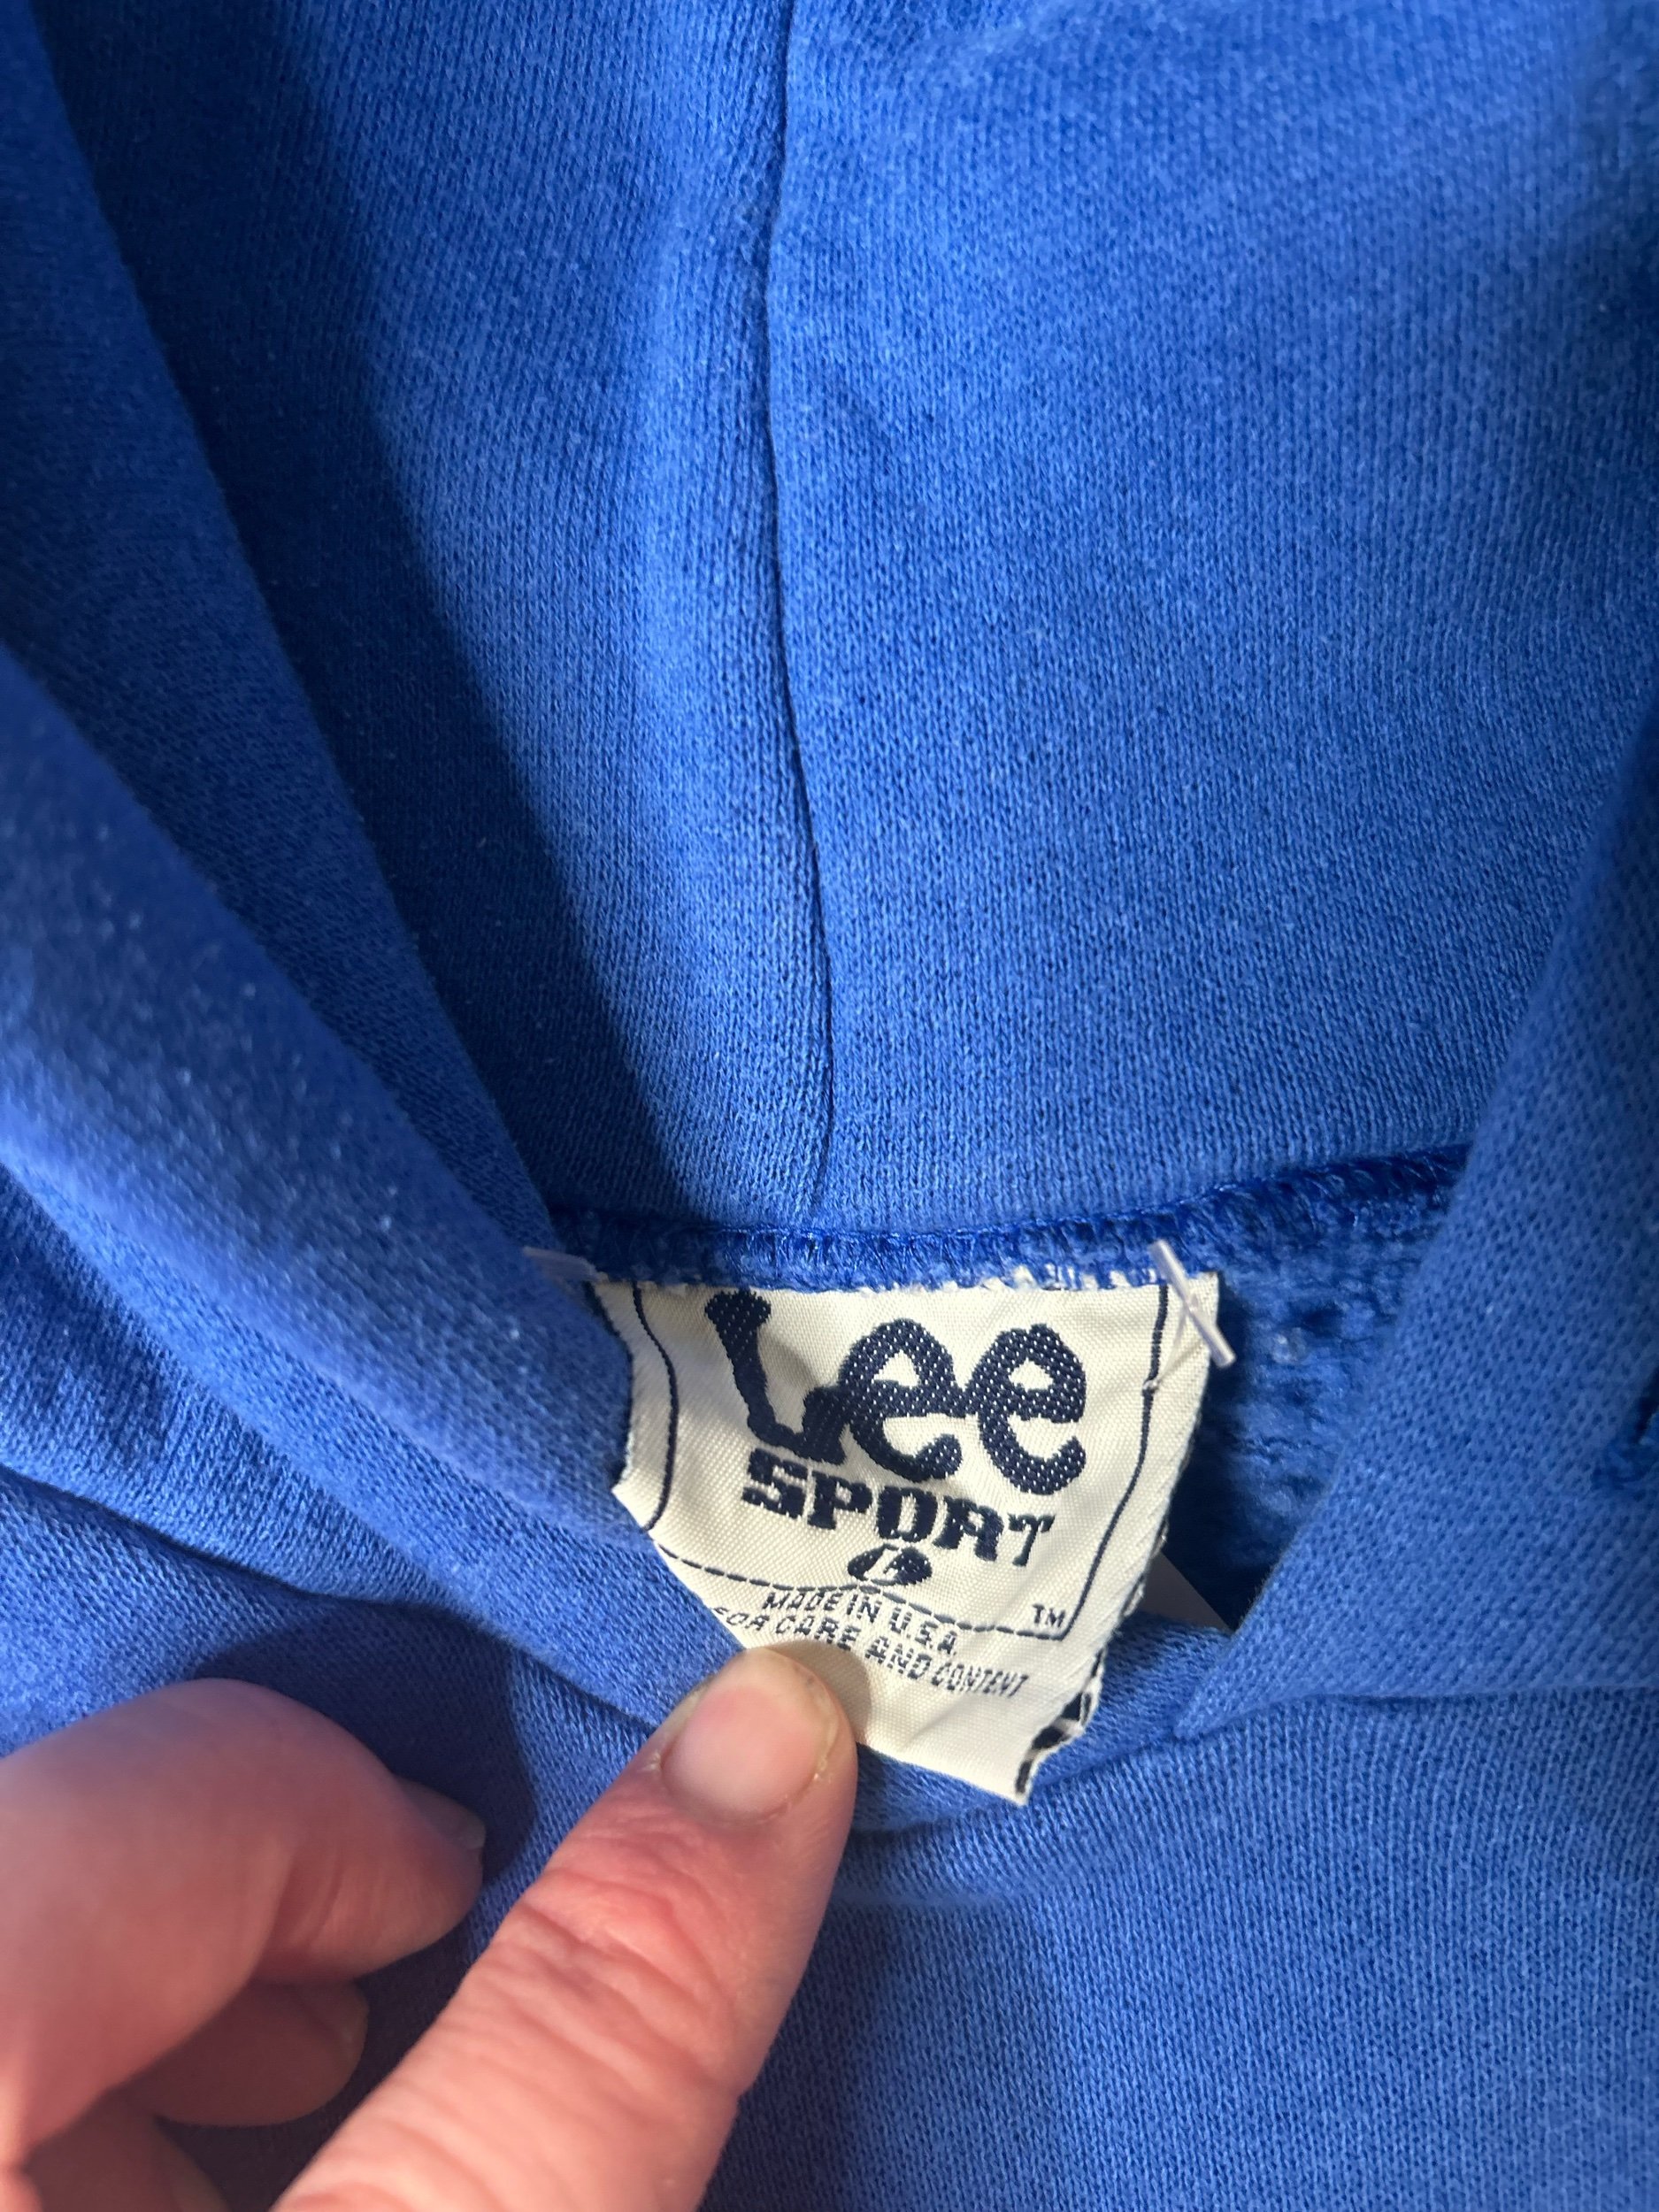 Lee
SPORT
MADE IN U.S.A.
TM
FOR CARE AND CONTENT